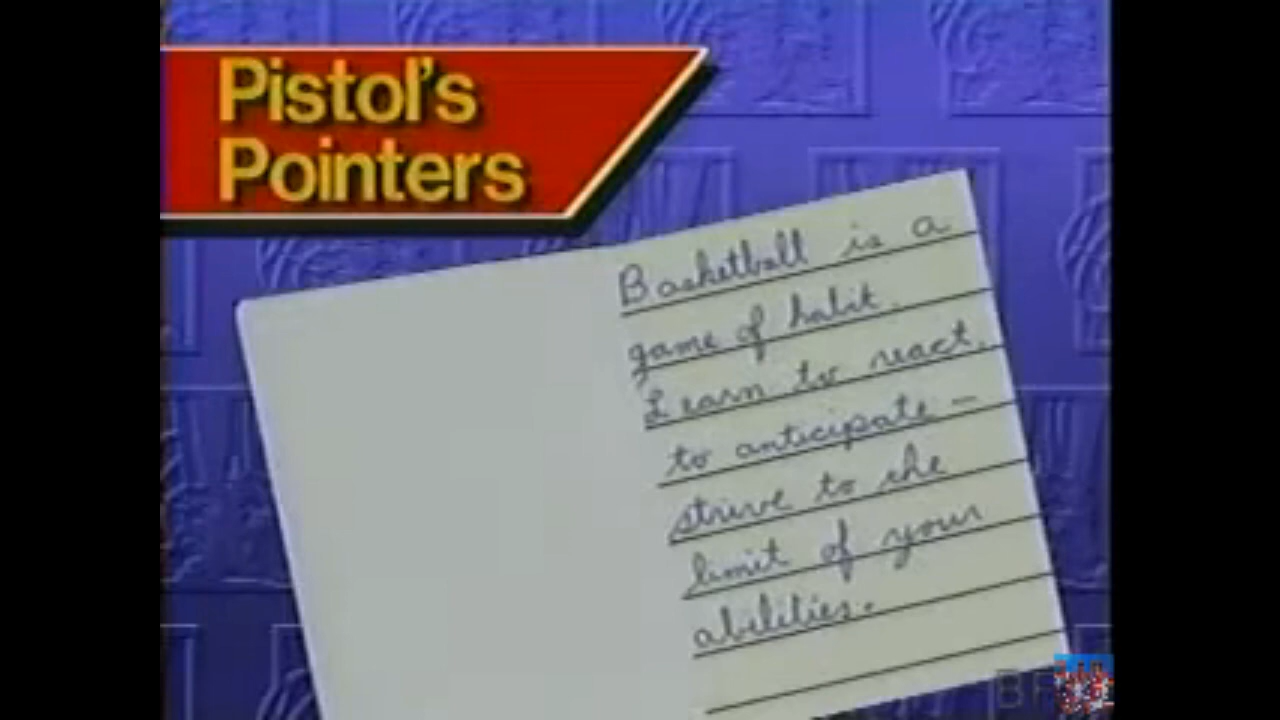 Pistol's
Pointers
Basketball is a
game of habit.
Learn to react,
to anticipate —
strive to the
limit of your
abilities.
BF